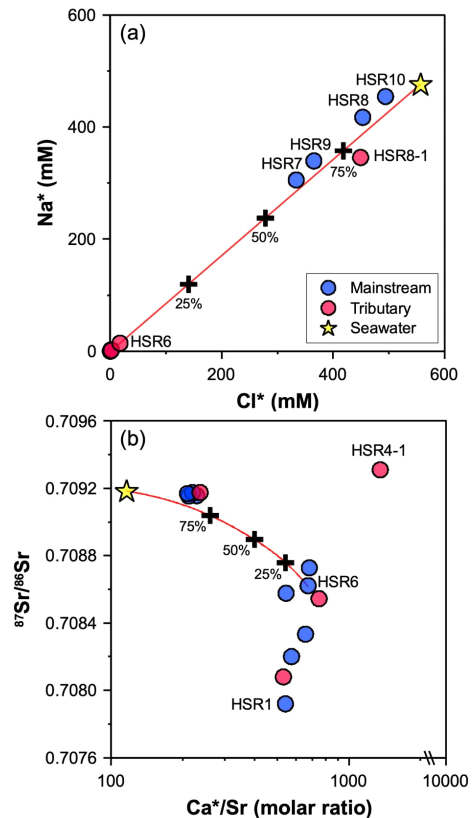 (a)
600
400
200
0
Na* (mM)
HSR10
HSR8
HSR9
HSR7
HSR8-1
75%
50%
25%
HSR6
Mainstream
Tributary
Seawater
0 200 400 600
Cl* (mM)
(b)
0.7096
0.7092
0.7088
0.7084
0.7080
0.7076
87Sr/86Sr
HSR4-1
75%
50%
25%
HSR6
HSR1
100 1000 10000
Ca*/Sr (molar ratio)